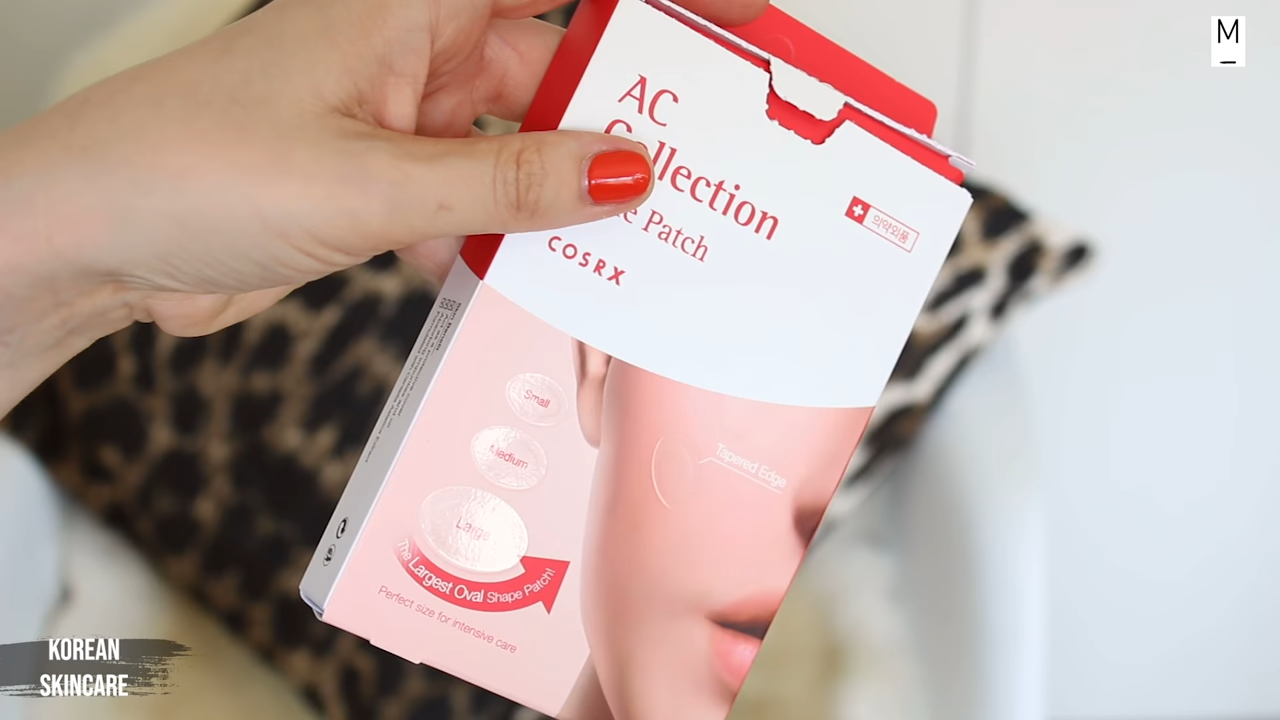 M
AC
Collection
Patch
COSRX
의약외품
Small
Medium
Large
Tapered Edge
The Largest Oval Shape Patch!
Perfect size for intensive care
KOREAN
SKINCARE